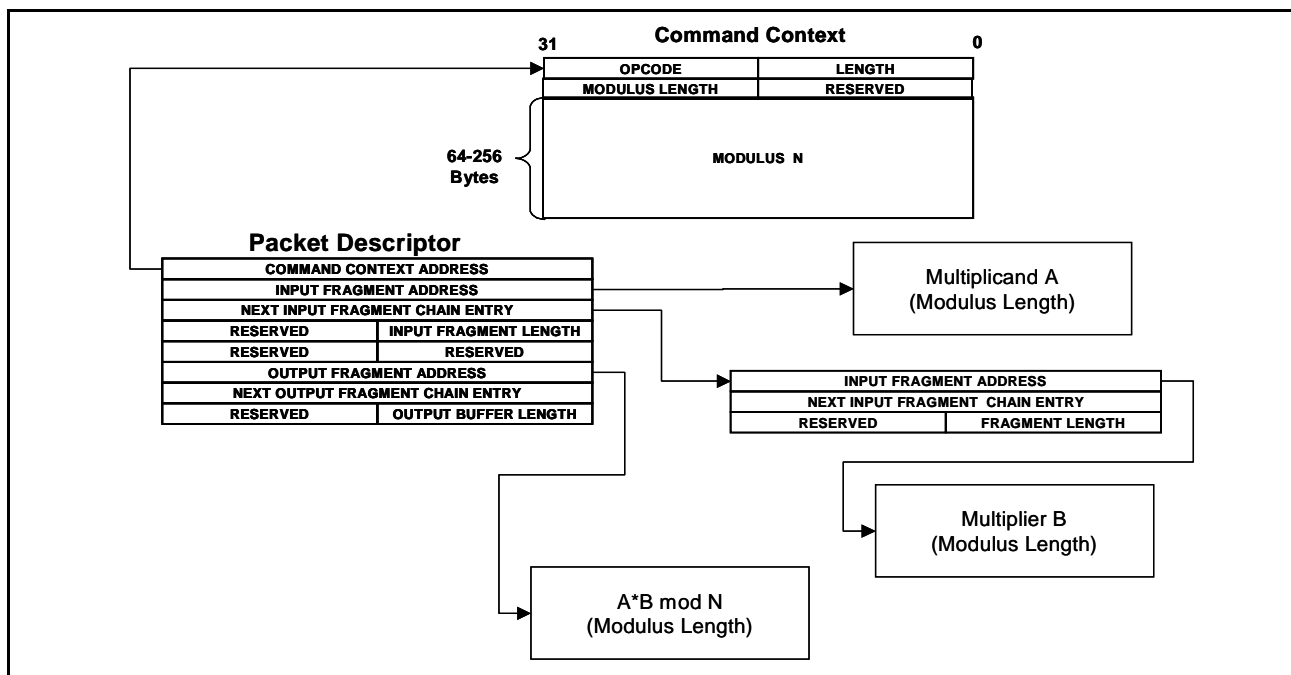 Command Context
31
0
OPCODE LENGTH
MODULUS LENGTH RESERVED
64-256
Bytes
MODULUS N
Packet Descriptor
COMMAND CONTEXT ADDRESS
INPUT FRAGMENT ADDRESS
NEXT INPUT FRAGMENT CHAIN ENTRY
RESERVED INPUT FRAGMENT LENGTH
RESERVED RESERVED
OUTPUT FRAGMENT ADDRESS
NEXT OUTPUT FRAGMENT CHAIN ENTRY
RESERVED OUTPUT BUFFER LENGTH
Multiplicand A
(Modulus Length)
INPUT FRAGMENT ADDRESS
NEXT INPUT FRAGMENT CHAIN ENTRY
RESERVED FRAGMENT LENGTH
Multiplier B
(Modulus Length)
A*B mod N
(Modulus Length)